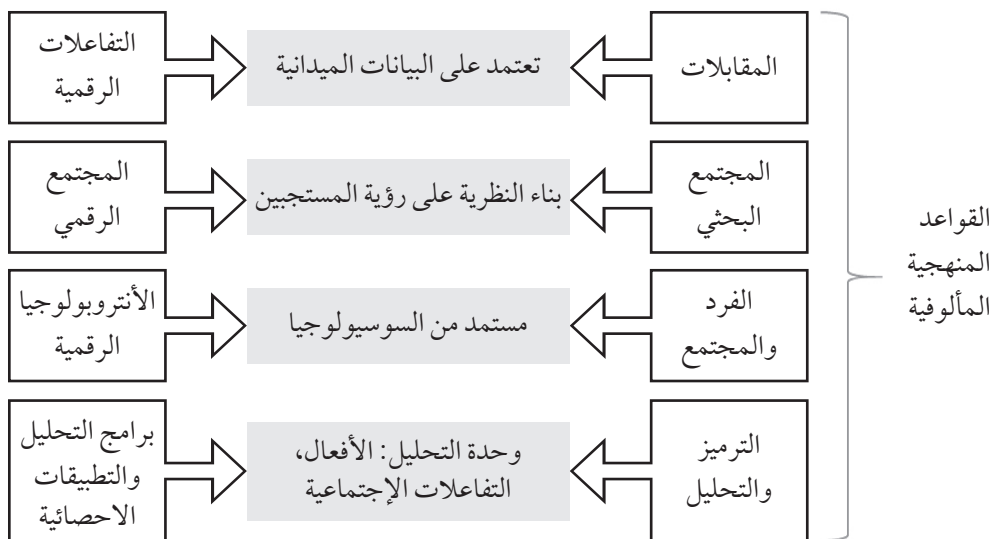 القواعد
المنهجية
المألوفية
المقابلات
تعتمد على البيانات الميدانية
التفاعلات
الرقمية
المجتمع
البحثي
بناء النظرية على رؤية المستجبين
المجتمع
الرقمي
الفرد
والمجتمع
مستمد من السوسيولوجيا
الأنتروبولوجيا
الرقمية
الترميز
والتحليل
وحدة التحليل: الأفعال،
التفاعلات الإجتماعية
برامج التحليل
والتطبيقات
الاحصائية